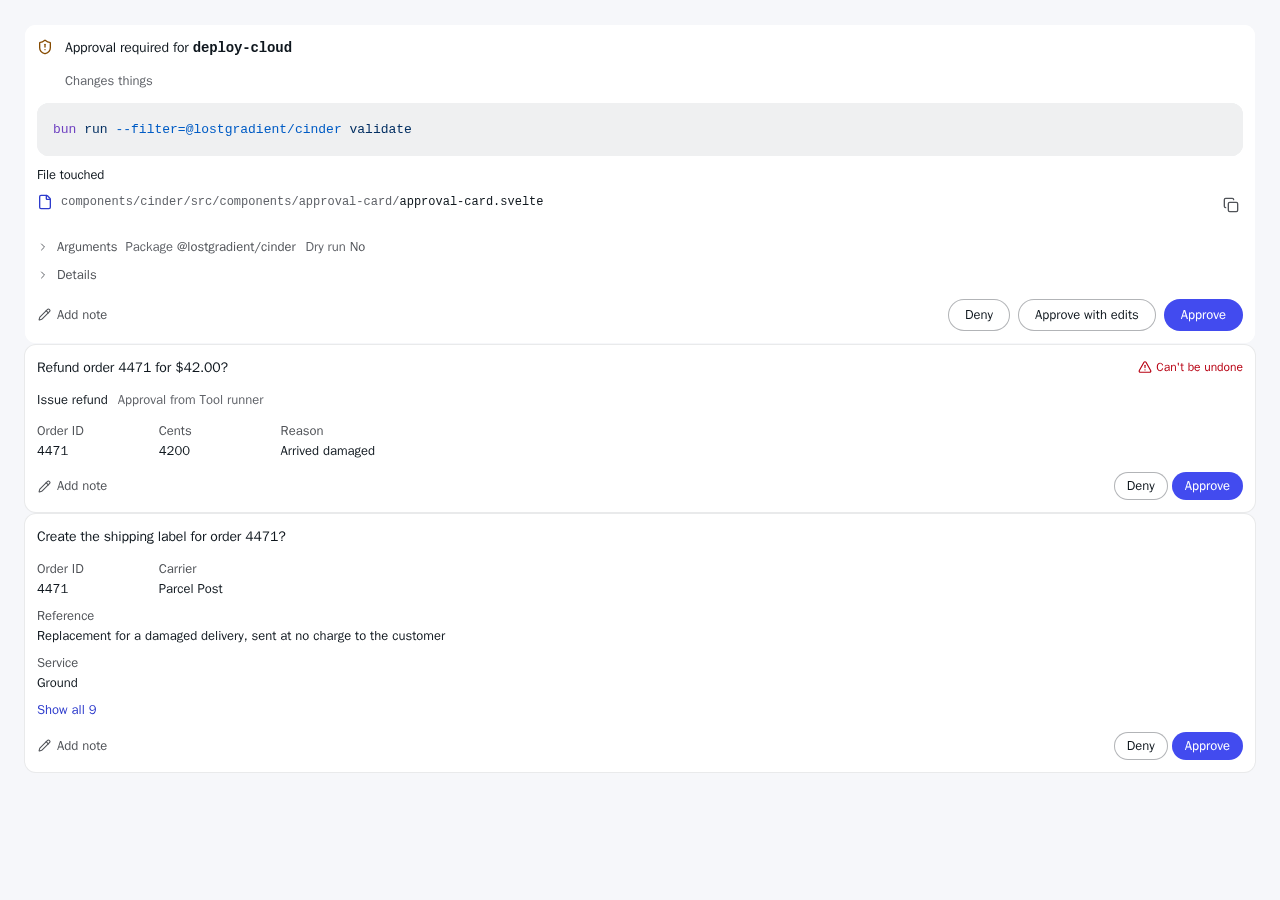 Approval required for deploy-cloud
Changes things
bun run --filter=@lostgradient/cinder validate
File touched
components/cinder/src/components/approval-card/approval-card.svelte
Arguments Package @lostgradient/cinder Dry run No
Details
Add note Deny Approve with edits Approve
Refund order 4471 for $42.00? Can't be undone
Issue refund Approval from Tool runner
Order ID Cents Reason
4471 4200 Arrived damaged
Add note Deny Approve
Create the shipping label for order 4471?
Order ID Carrier
4471 Parcel Post
Reference
Replacement for a damaged delivery, sent at no charge to the customer
Service
Ground
Show all 9
Add note Deny Approve